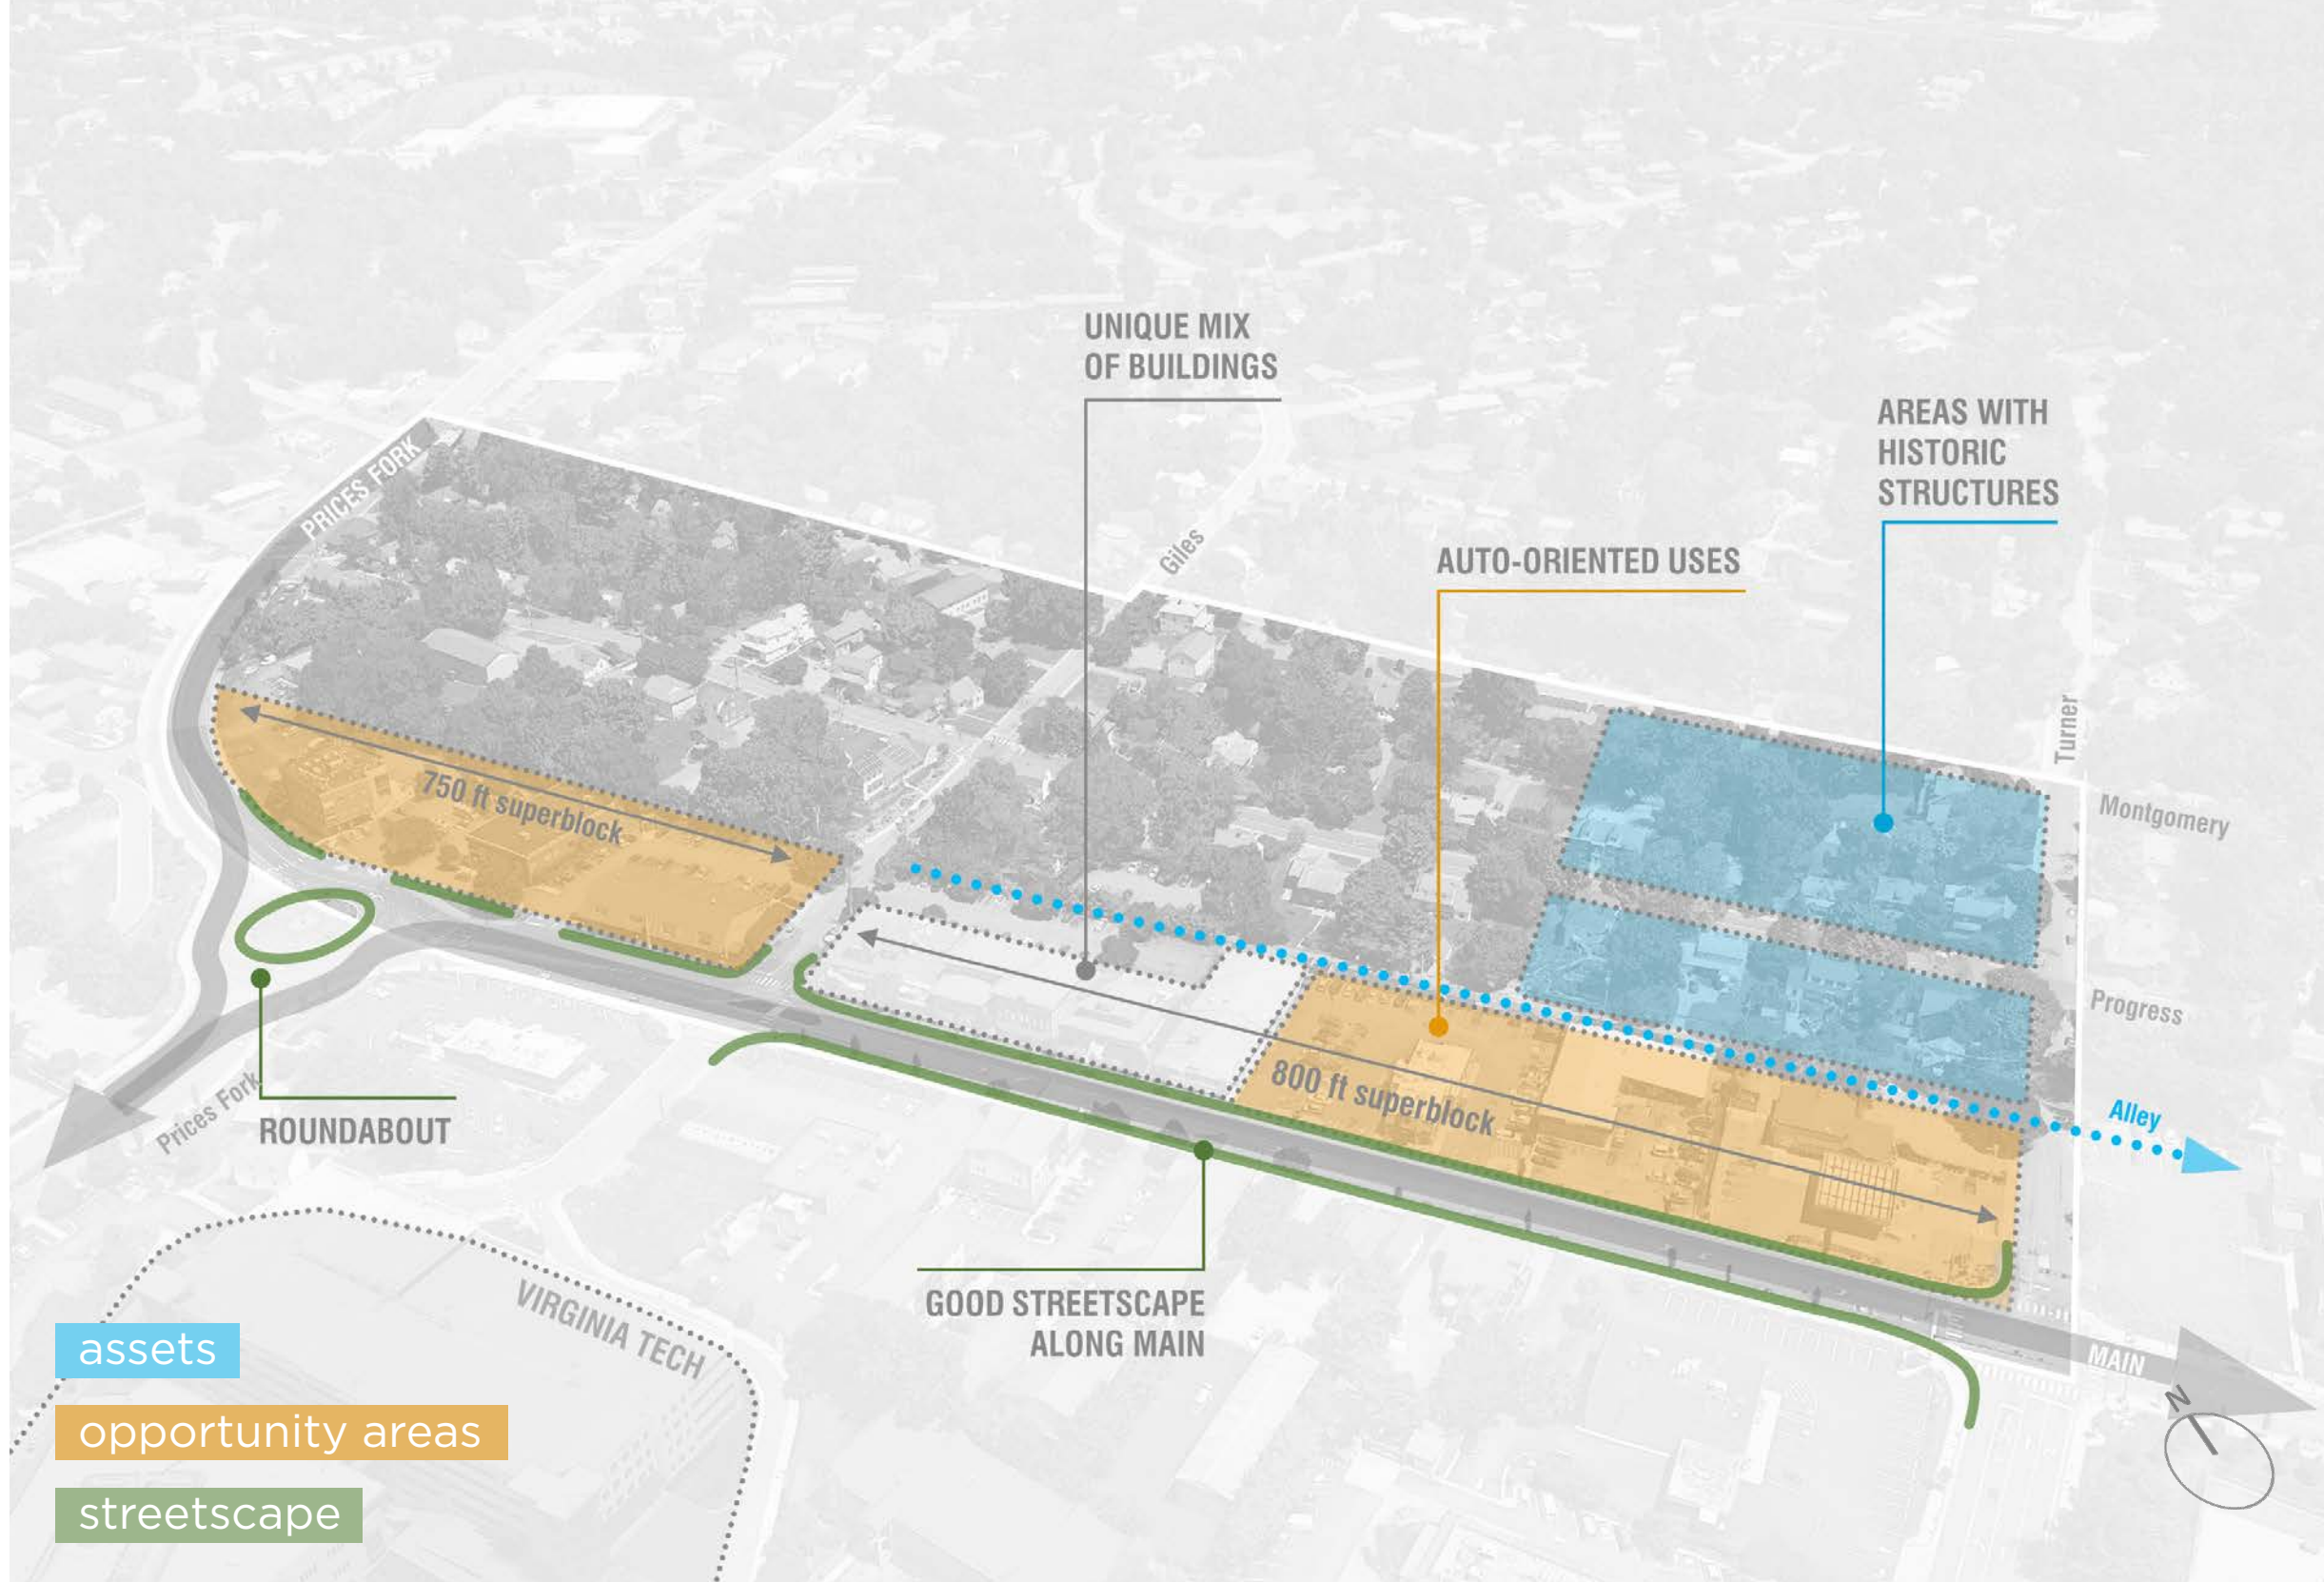 UNIQUE MIX
OF BUILDINGS
AREAS WITH
HISTORIC
STRUCTURES
PRICES FORK
Giles
AUTO-ORIENTED USES
Turner
750 ft superblock
Montgomery
Progress
800 ft superblock
Alley
Prices Fork
ROUNDABOUT
VIRGINIA TECH
GOOD STREETSCAPE
ALONG MAIN
MAIN
N
assets
opportunity areas
streetscape